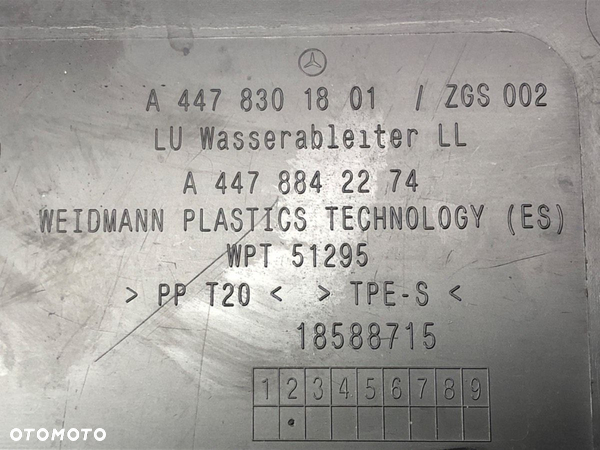 A 447 830 18 01 / ZGS 002
LU Wasserableiter LL
A 447 884 22 74
WEIDMANN PLASTICS TECHNOLOGY (ES)
WPT 51295
> PP T20 < > TPE-S <
18588715
1 2 3 4 5 6 7 8 9
OTOMOTO